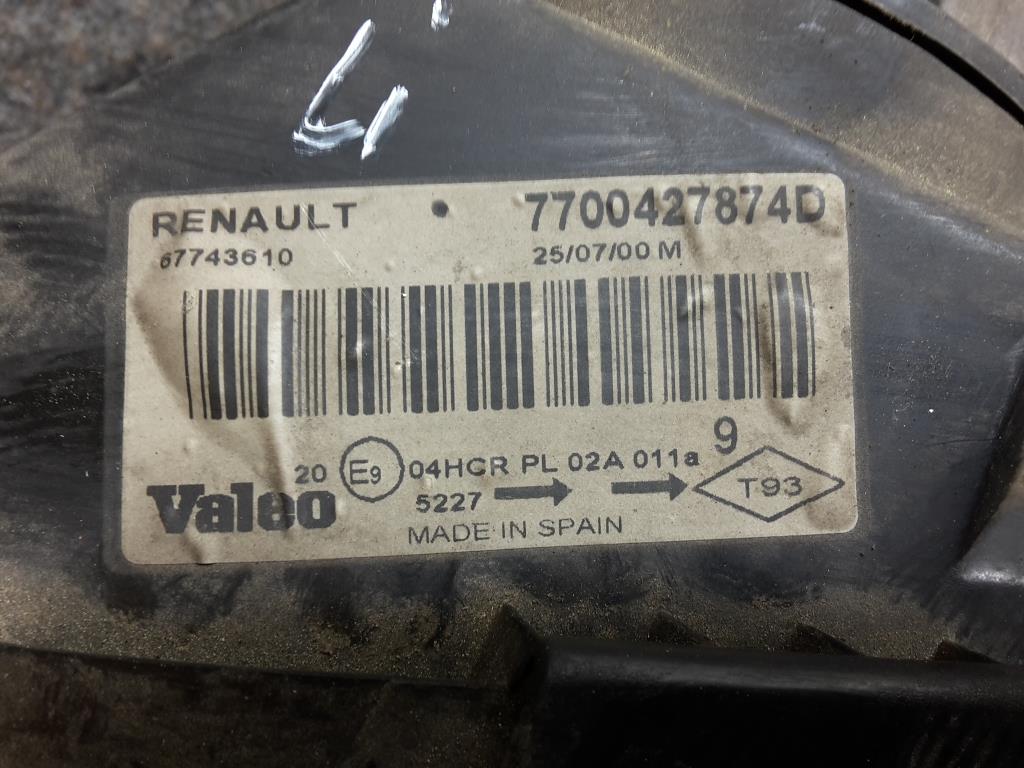 RENAULT 7700427874D
67743610 25/07/00 M
9
20 E9 04HCR PL 02A 011a
Valeo 5227 T93
MADE IN SPAIN